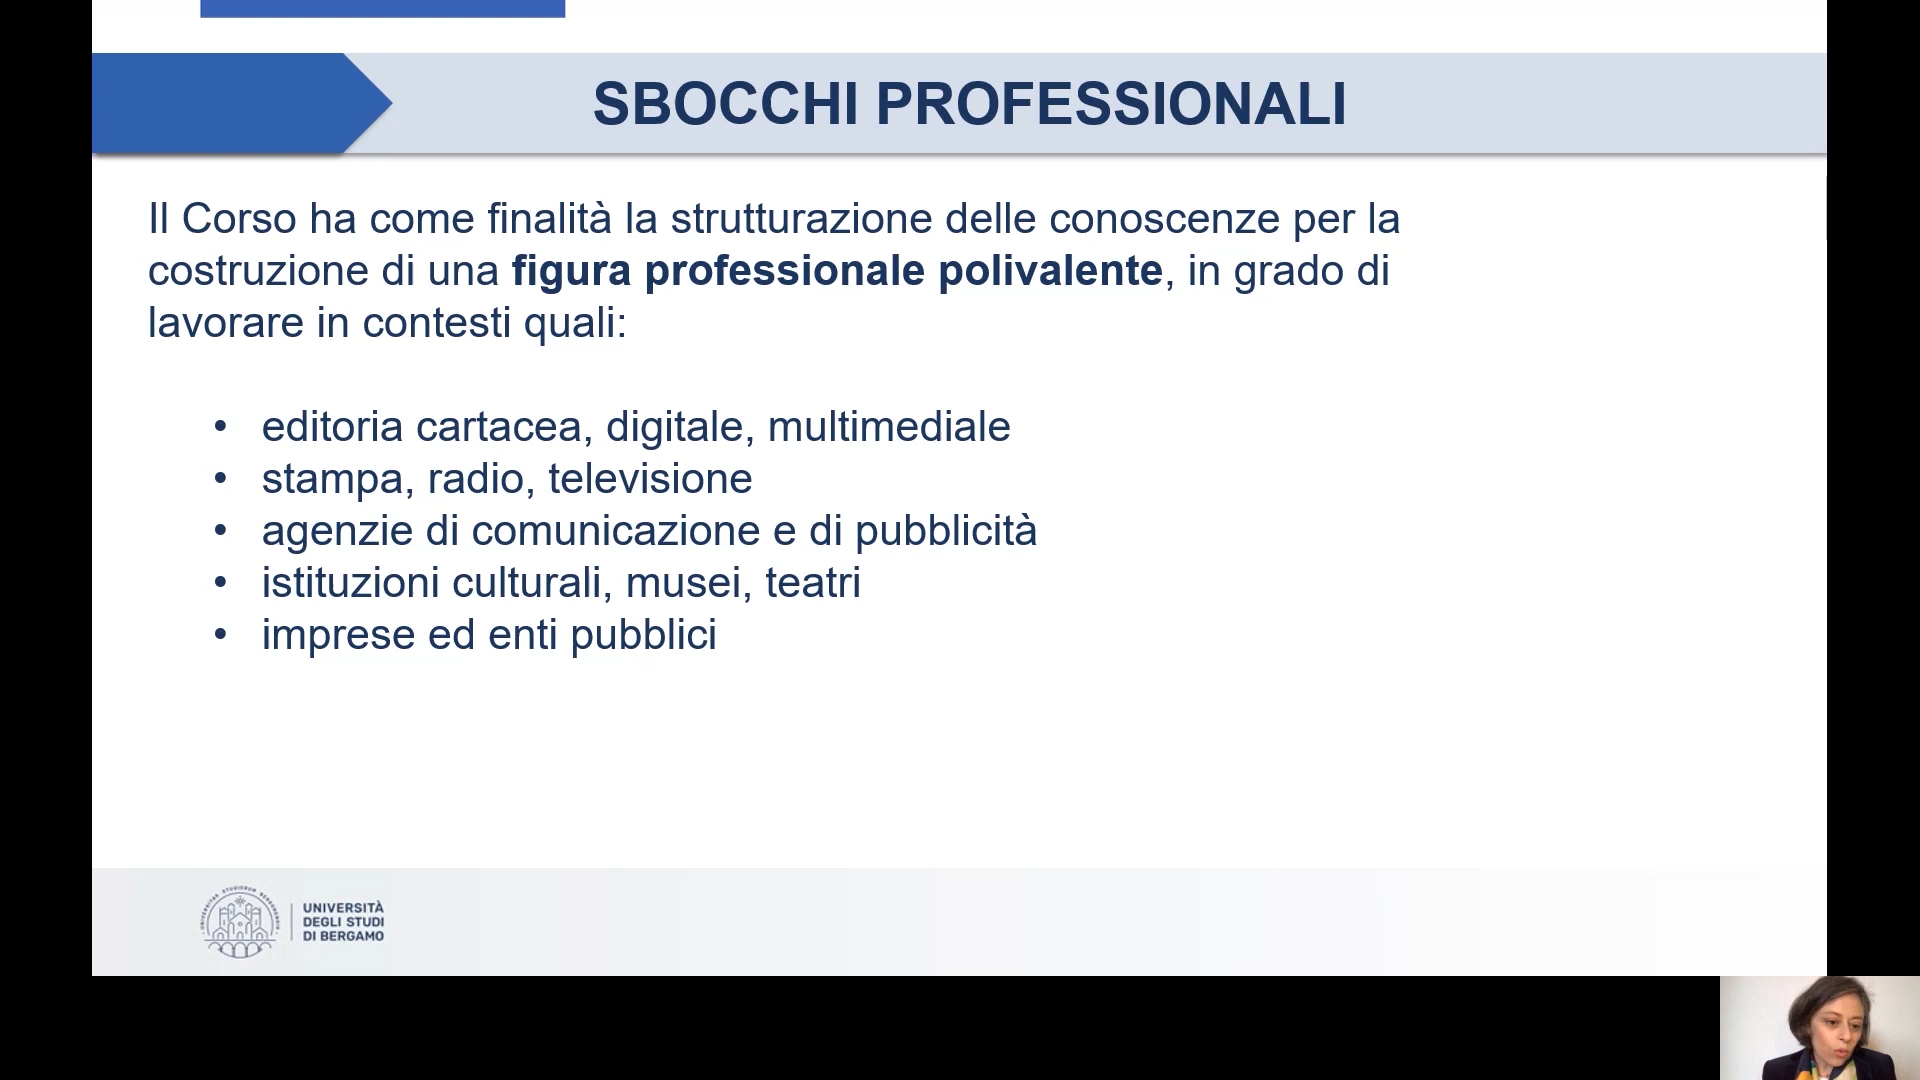 SBOCCHI PROFESSIONALI
Il Corso ha come finalità la strutturazione delle conoscenze per la
costruzione di una figura professionale polivalente, in grado di
lavorare in contesti quali:
• editoria cartacea, digitale, multimediale
• stampa, radio, televisione
• agenzie di comunicazione e di pubblicità
• istituzioni culturali, musei, teatri
• imprese ed enti pubblici
UNIVERSITÀ
DEGLI STUDI
DI BERGAMO